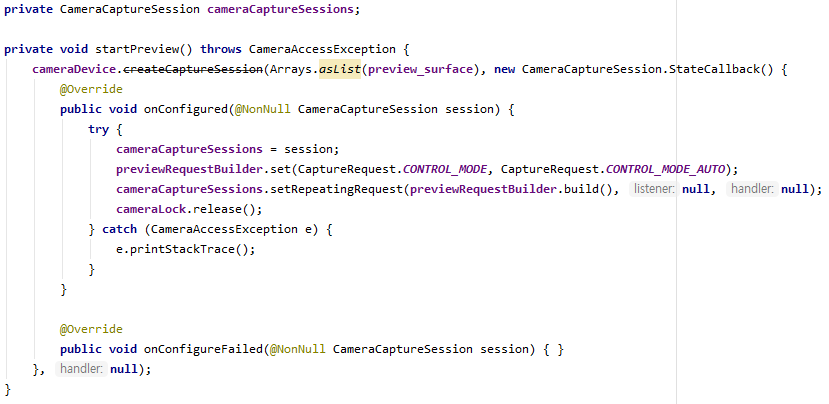 private CameraCaptureSession cameraCaptureSessions;
private void startPreview() throws CameraAccessException {
cameraDevice.createCaptureSession(Arrays.asList(preview_surface), new CameraCaptureSession.StateCallback() {
@Override
public void onConfigured(@NonNull CameraCaptureSession session) {
try {
cameraCaptureSessions = session;
previewRequestBuilder.set(CaptureRequest.CONTROL_MODE, CaptureRequest.CONTROL_MODE_AUTO);
cameraCaptureSessions.setRepeatingRequest(previewRequestBuilder.build(), listener: null, handler: null);
cameraLock.release();
} catch (CameraAccessException e) {
e.printStackTrace();
}
}
@Override
public void onConfigureFailed(@NonNull CameraCaptureSession session) { }
}, handler: null);
}